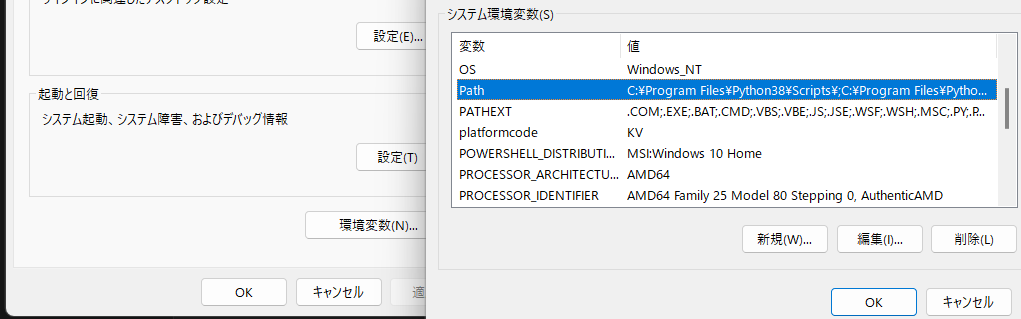 設定(E)...
起動と回復
システム起動、システム障害、およびデバッグ情報
設定(T)
環境変数(N)...
OK
キャンセル
システム環境変数(S)
変数 値
OS Windows_NT
Path C:¥Program Files¥Python38¥Scripts¥;C:¥Program Files¥Pytho...
PATHEXT .COM;.EXE;.BAT;.CMD;.VBS;.VBE;.JS;.JSE;.WSF;.WSH;.MSC;.PY;.P...
platformcode KV
POWERSHELL_DISTRIBUTI... MSI:Windows 10 Home
PROCESSOR_ARCHITECTU... AMD64
PROCESSOR_IDENTIFIER AMD64 Family 25 Model 80 Stepping 0, AuthenticAMD
新規(W)...
編集(I)...
削除(L)
OK
キャンセル